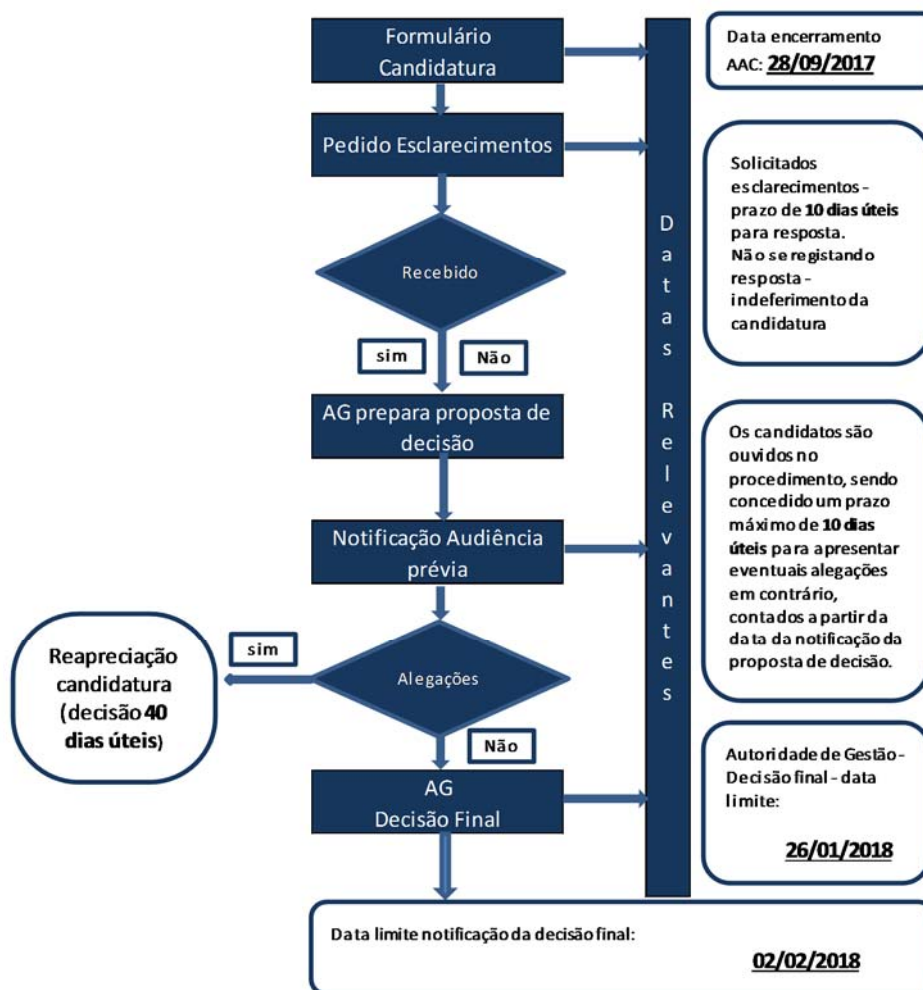 Formulário
Candidatura
Data encerramento
AAC: 28/09/2017
Pedido Esclarecimentos
Solicitados
esclarecimentos –
prazo de 10 dias úteis
para resposta.
Não se registando
resposta –
indeferimento da
candidatura
Recebido
sim
Não
Datas Relevantes
AG prepara proposta de
decisão
Os candidatos são
ouvidos no
procedimento, sendo
concedido um prazo
máximo de 10 dias
úteis para apresentar
eventuais alegações
em contrário,
contados a partir da
data da notificação da
proposta de decisão.
Notificação Audiência
prévia
Alegações
sim
Reapreciação
candidatura
(decisão 40
dias úteis)
Não
AG
Decisão Final
Autoridade de Gestão –
Decisão final – data
limite:
26/01/2018
Data limite notificação da decisão final:
02/02/2018